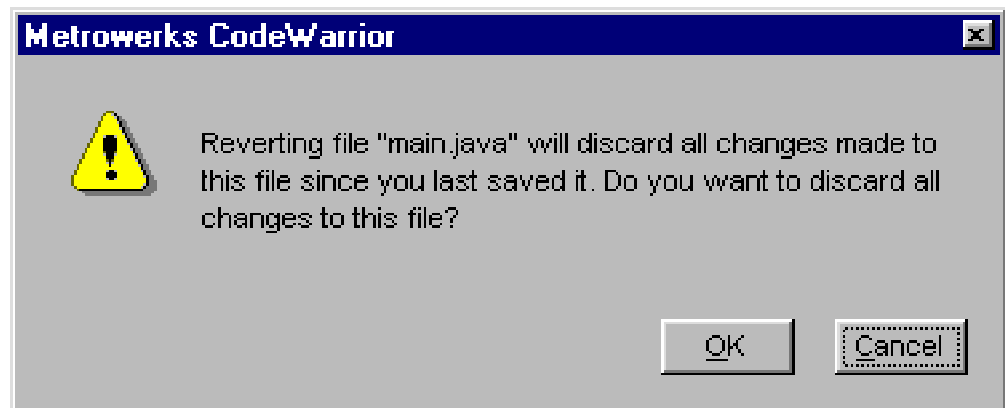 Metrowerks CodeWarrior
Reverting file "main.java" will discard all changes made to
this file since you last saved it. Do you want to discard all
changes to this file?
OK Cancel